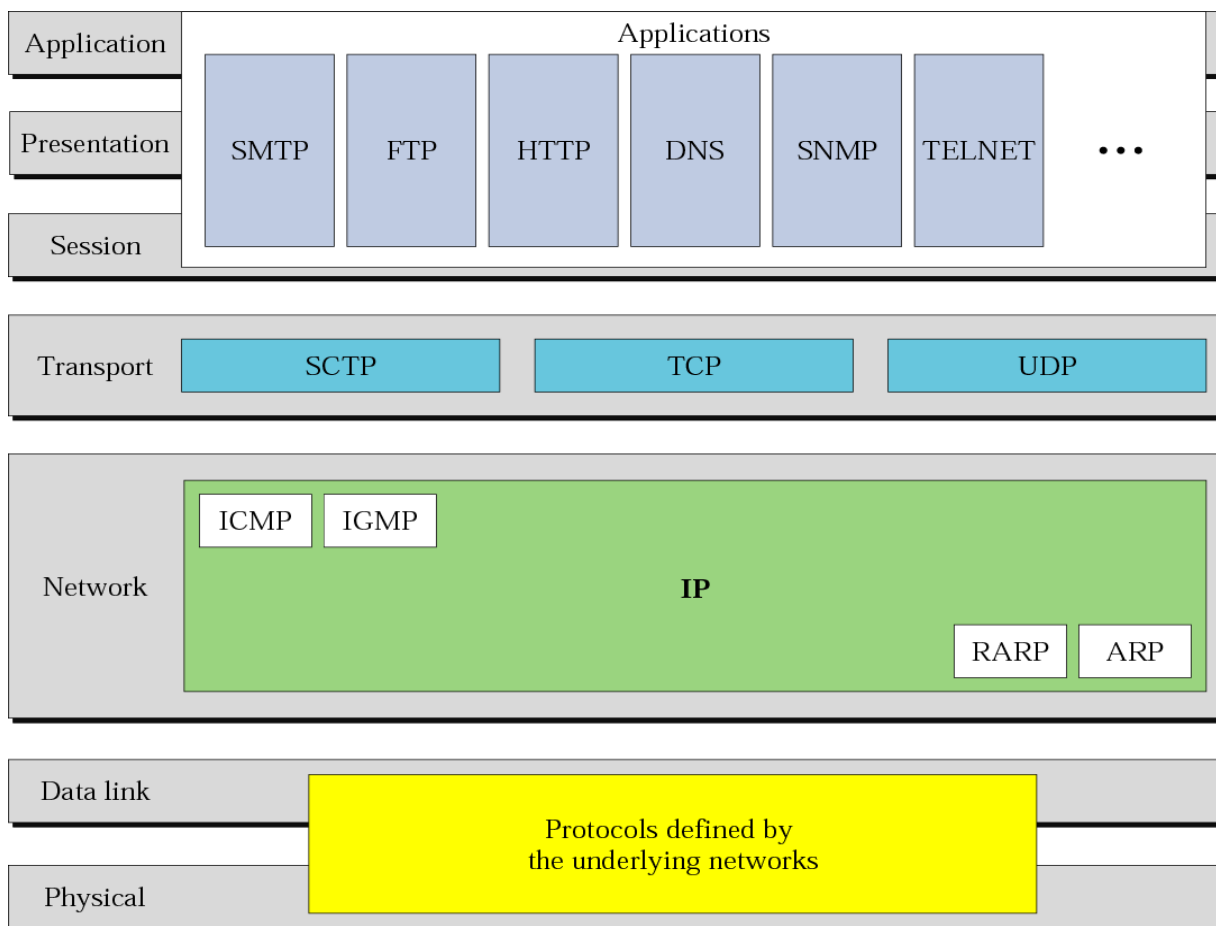 Application
Applications
Presentation
SMTP FTP HTTP DNS SNMP TELNET ...
Session
Transport
SCTP TCP UDP
Network
ICMP IGMP
IP
RARP ARP
Data link
Protocols defined by
the underlying networks
Physical